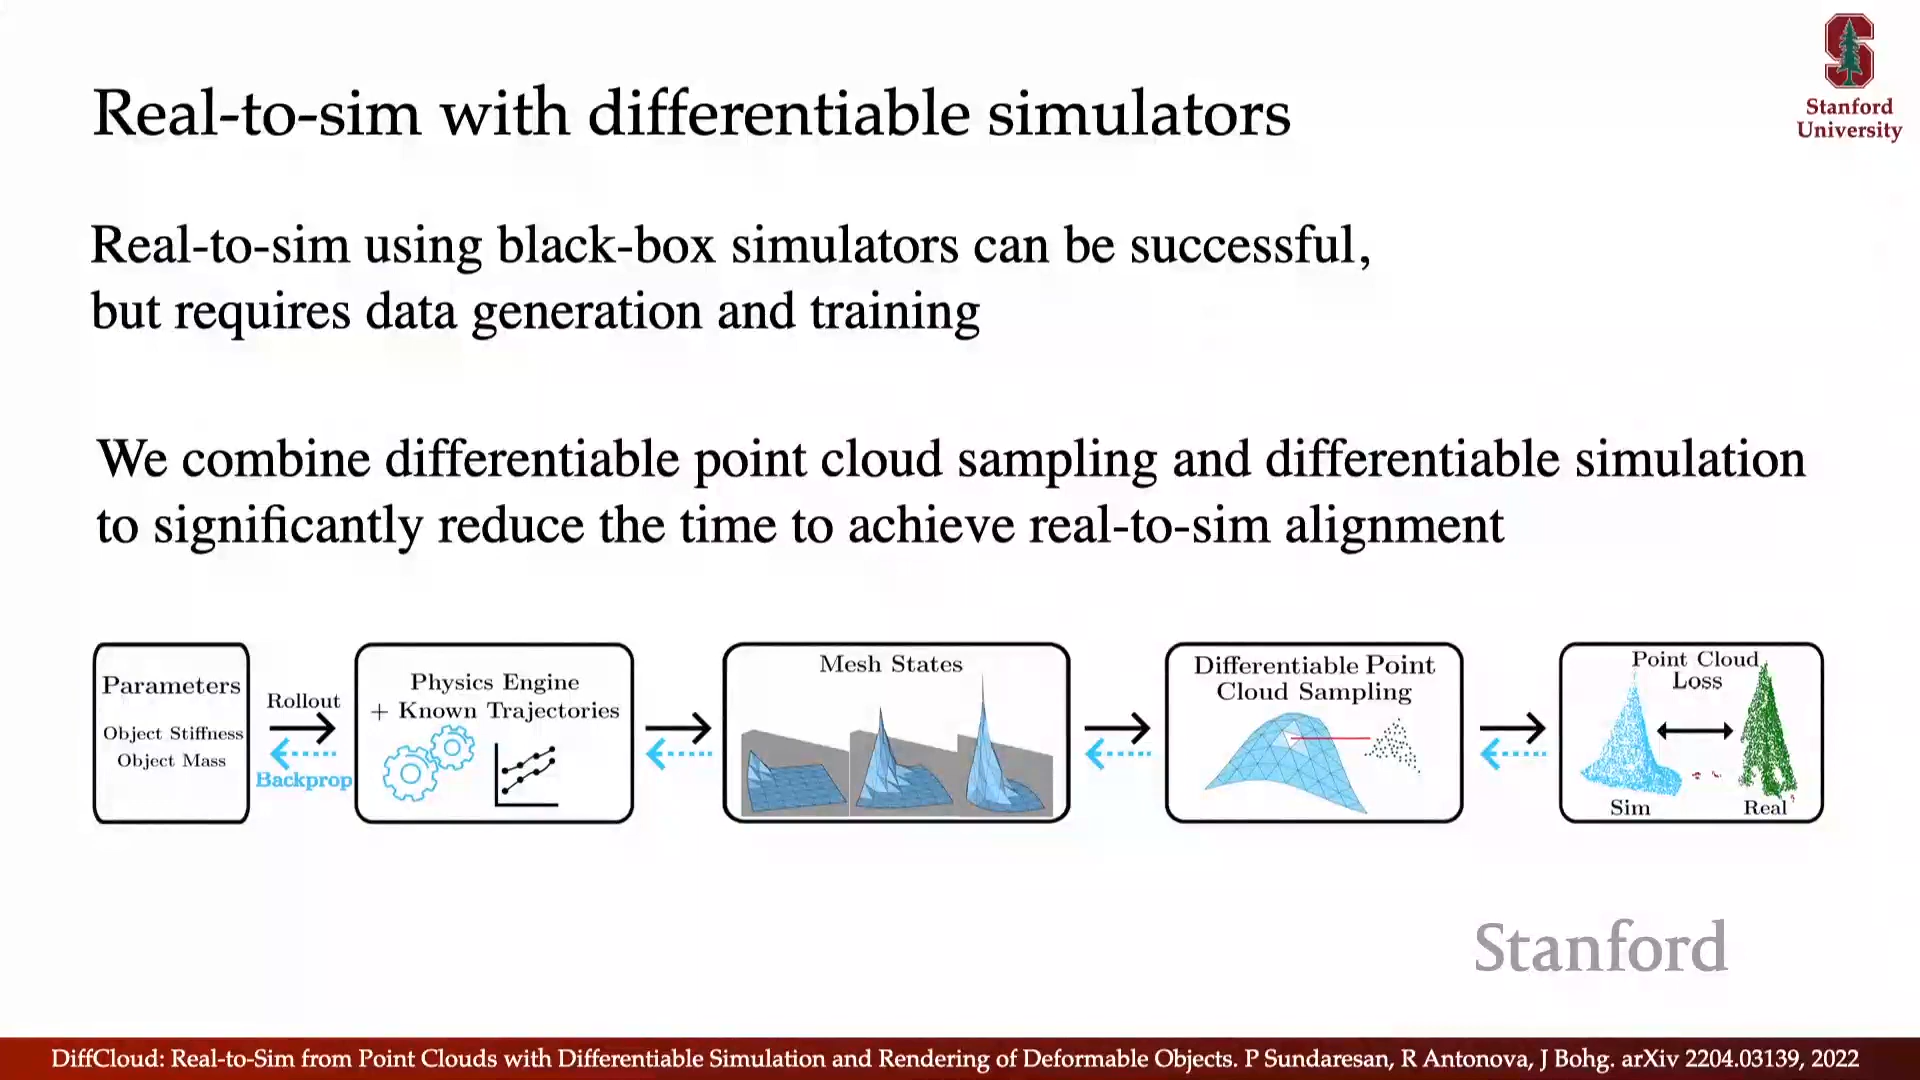 Stanford
University
Real-to-sim with differentiable simulators
Real-to-sim using black-box simulators can be successful,
but requires data generation and training
We combine differentiable point cloud sampling and differentiable simulation
to significantly reduce the time to achieve real-to-sim alignment
Parameters
Object Stiffness
Object Mass
Rollout
Backprop
Physics Engine
+ Known Trajectories
Mesh States
Differentiable Point
Cloud Sampling
Point Cloud
Loss
Sim
Real
Stanford
DiffCloud: Real-to-Sim from Point Clouds with Differentiable Simulation and Rendering of Deformable Objects. P Sundaresan, R Antonova, J Bohg. arXiv 2204.03139, 2022